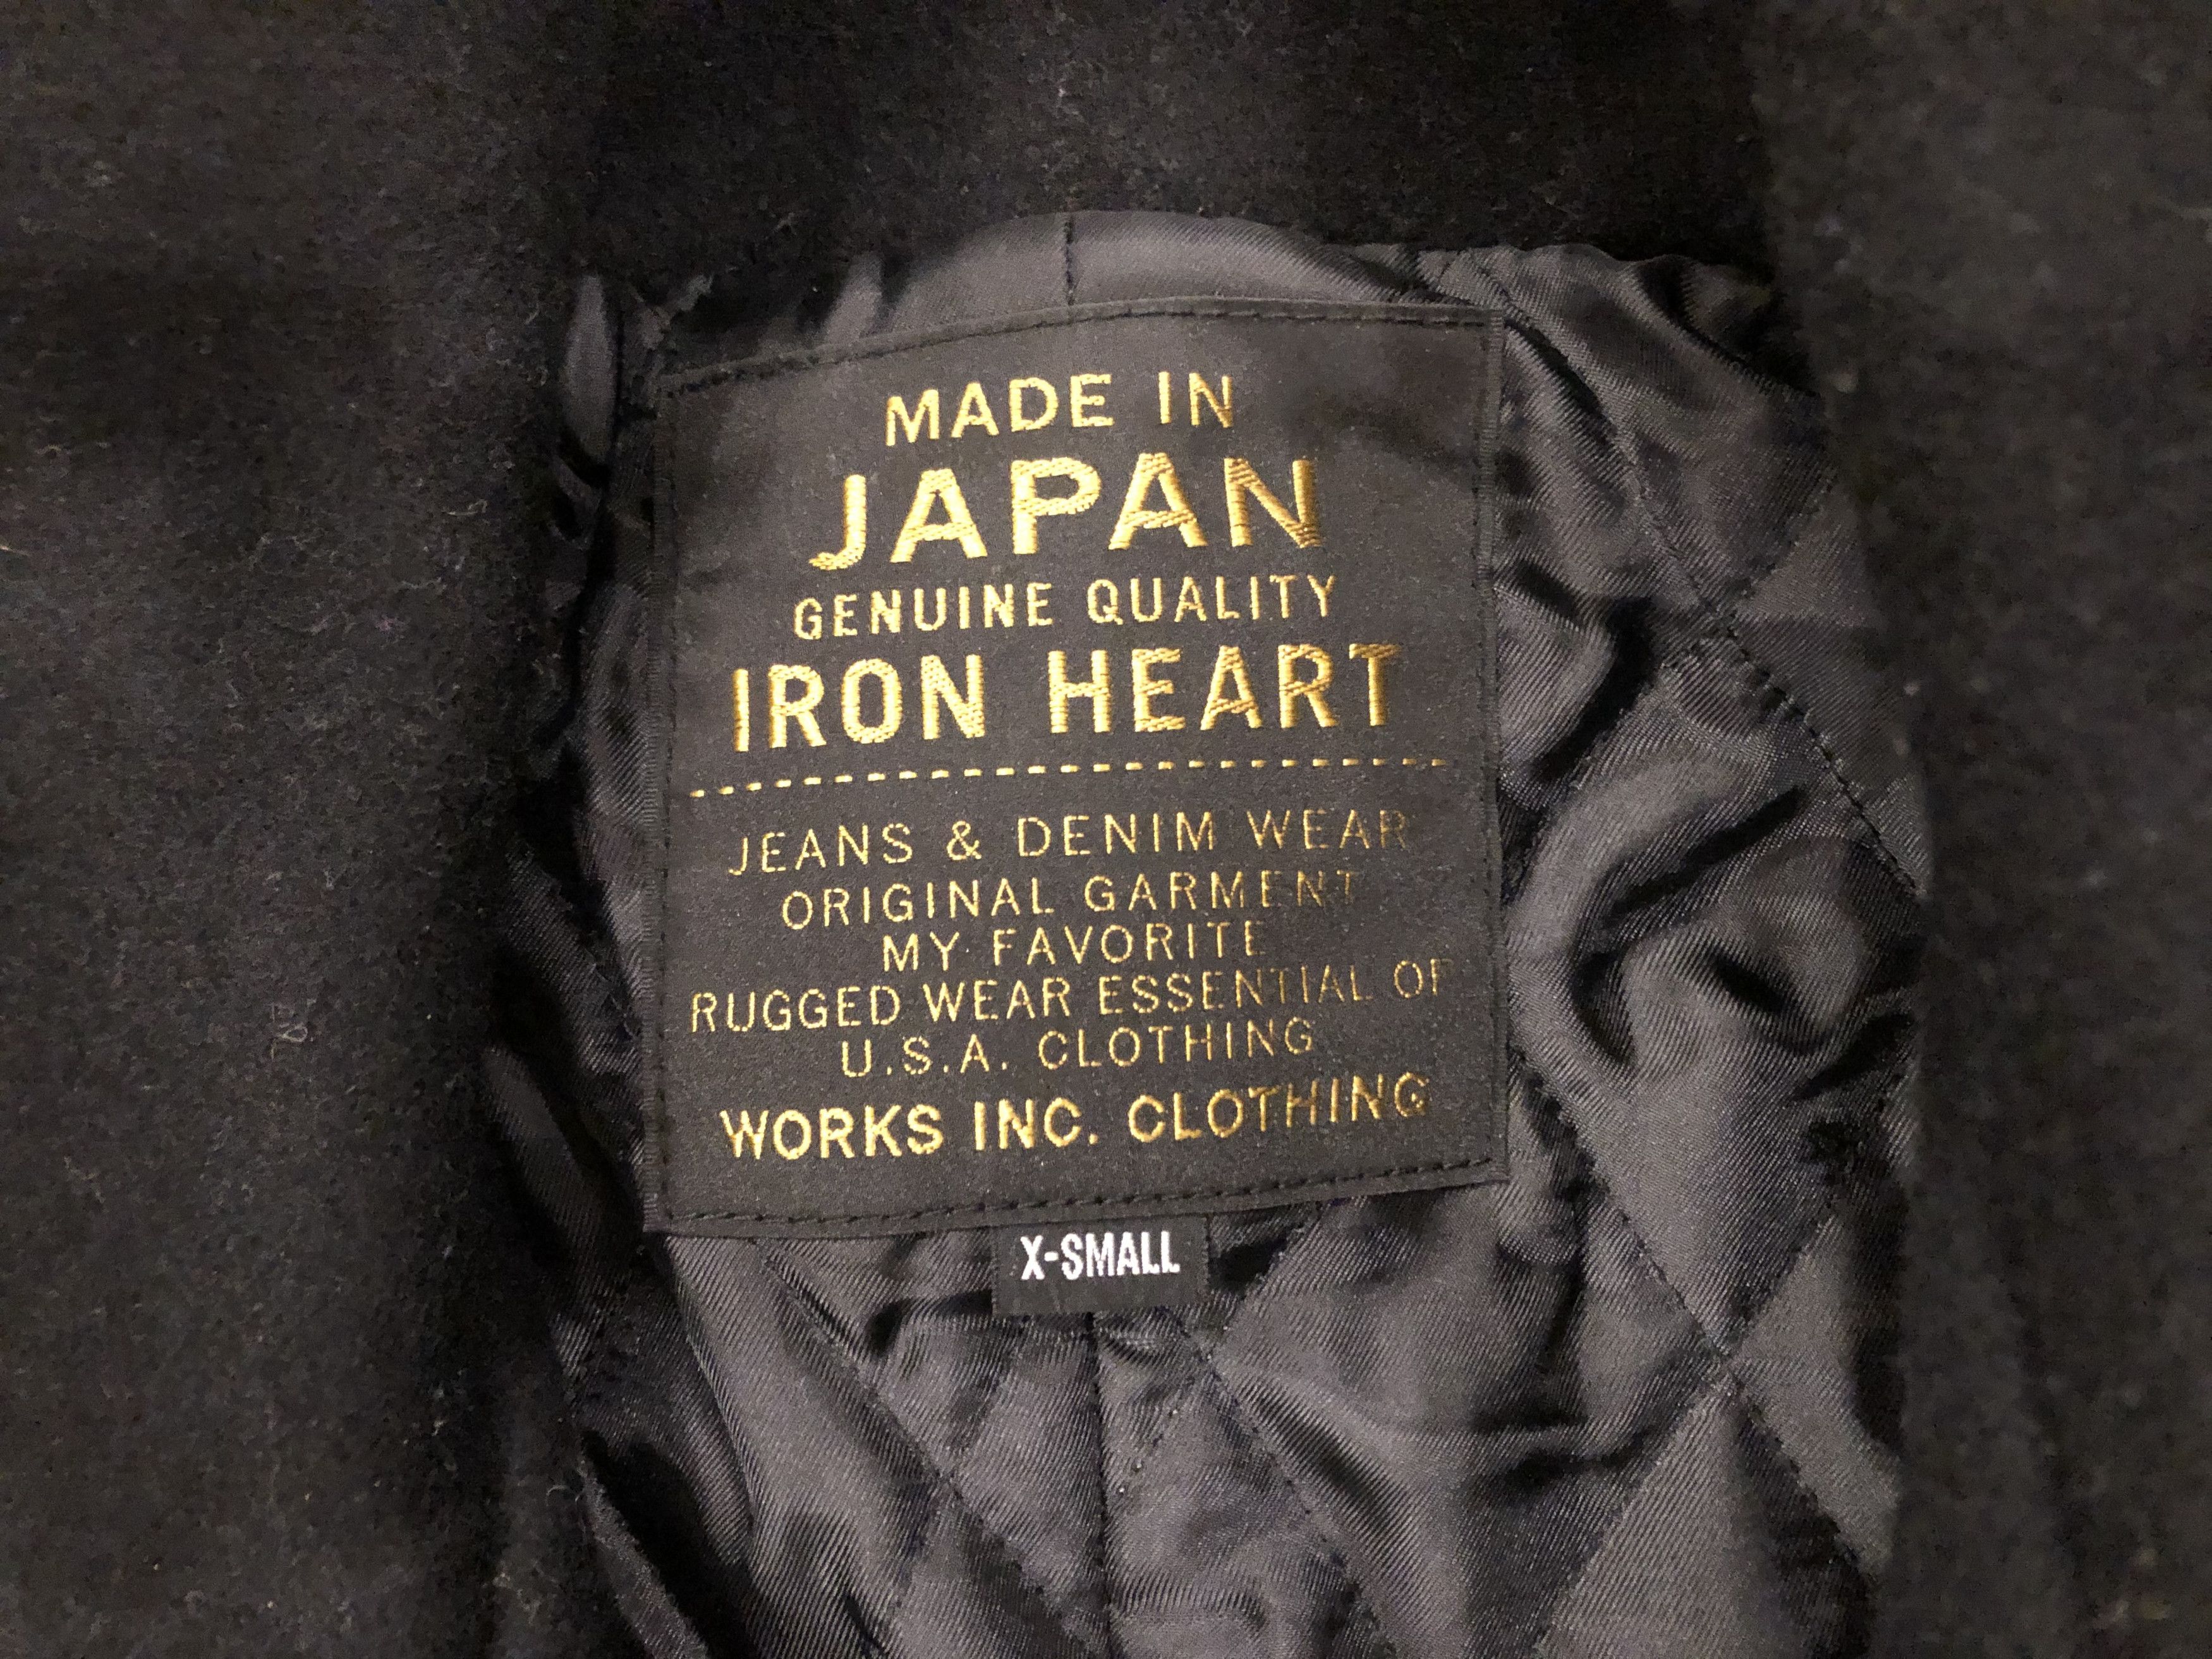 MADE IN
JAPAN
GENUINE QUALITY
IRON HEART
JEANS & DENIM WEAR
ORIGINAL GARMENT
MY FAVORITE
RUGGED WEAR ESSENTIAL OF
U.S.A. CLOTHING
WORKS INC. CLOTHING
X-SMALL